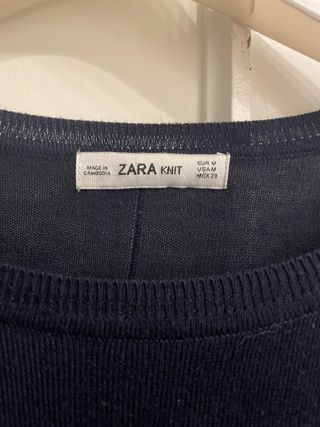 MADE IN
CAMBODIA
ZARA KNIT
EUR M
USA M
MEX 28